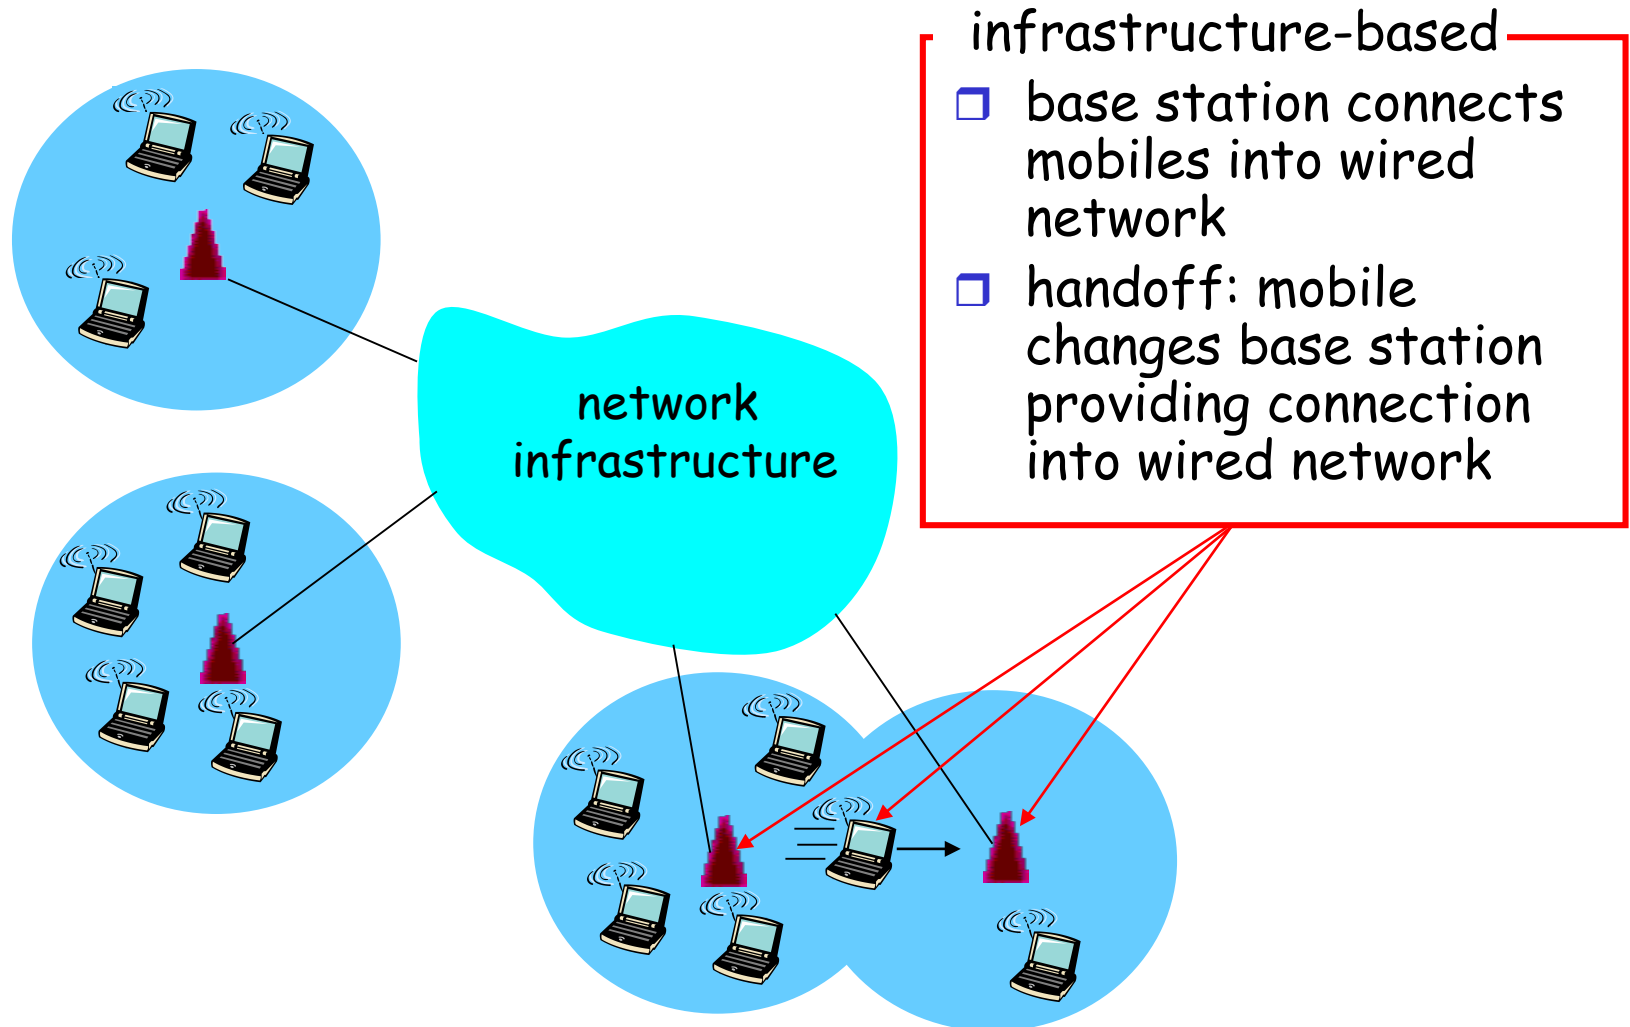 infrastructure-based
base station connects
mobiles into wired
network
handoff: mobile
changes base station
providing connection
into wired network
network
infrastructure